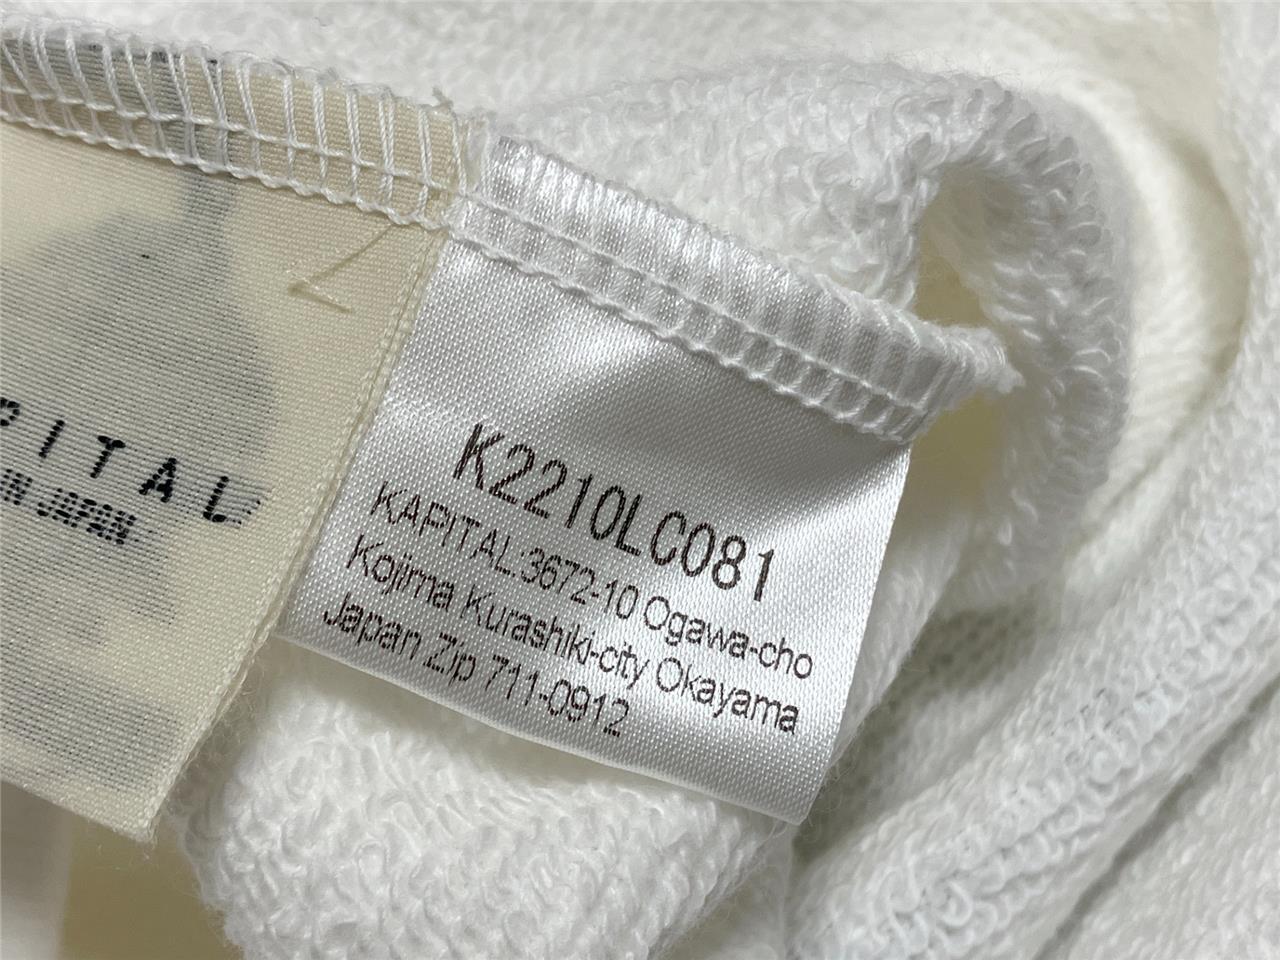 PITAL
IN JAPAN
K2210LC081
KAPITAL:3672-10 Ogawa-cho
Kojima Kurashiki-city Okayama
Japan Zip 711-0912